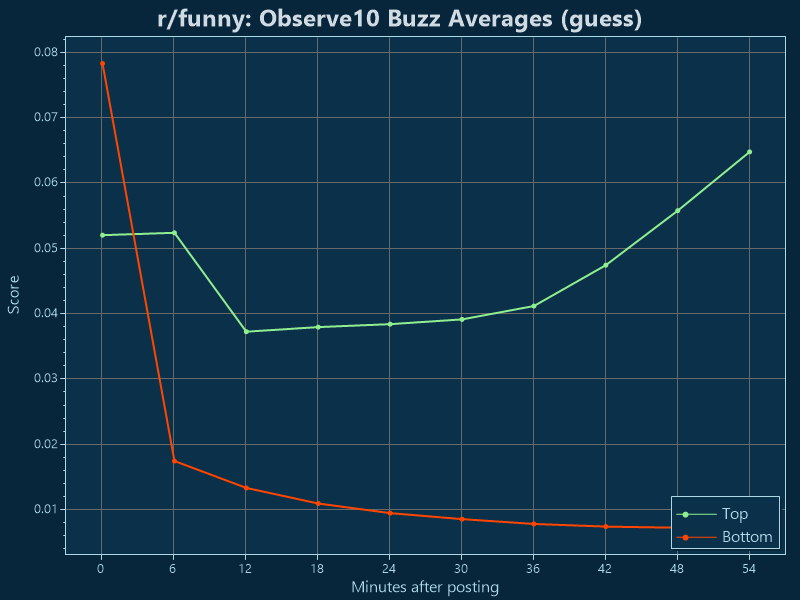 r/funny: Observe10 Buzz Averages (guess)
0.08
0.07
0.06
0.05
0.04
0.03
0.02
0.01
Score
0 6 12 18 24 30 36 42 48 54
Minutes after posting
Top
Bottom